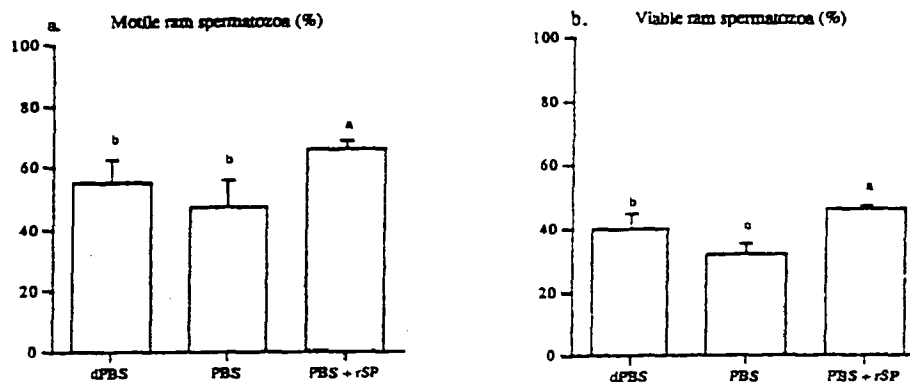 a. Motile ram spermatozoa (%)
100
80
60
40
20
0
b
b
a
dPBS PBS PBS + rSP
b. Viable ram spermatozoa (%)
100
80
60
40
20
0
b
c
a
dPBS PBS PBS + rSP